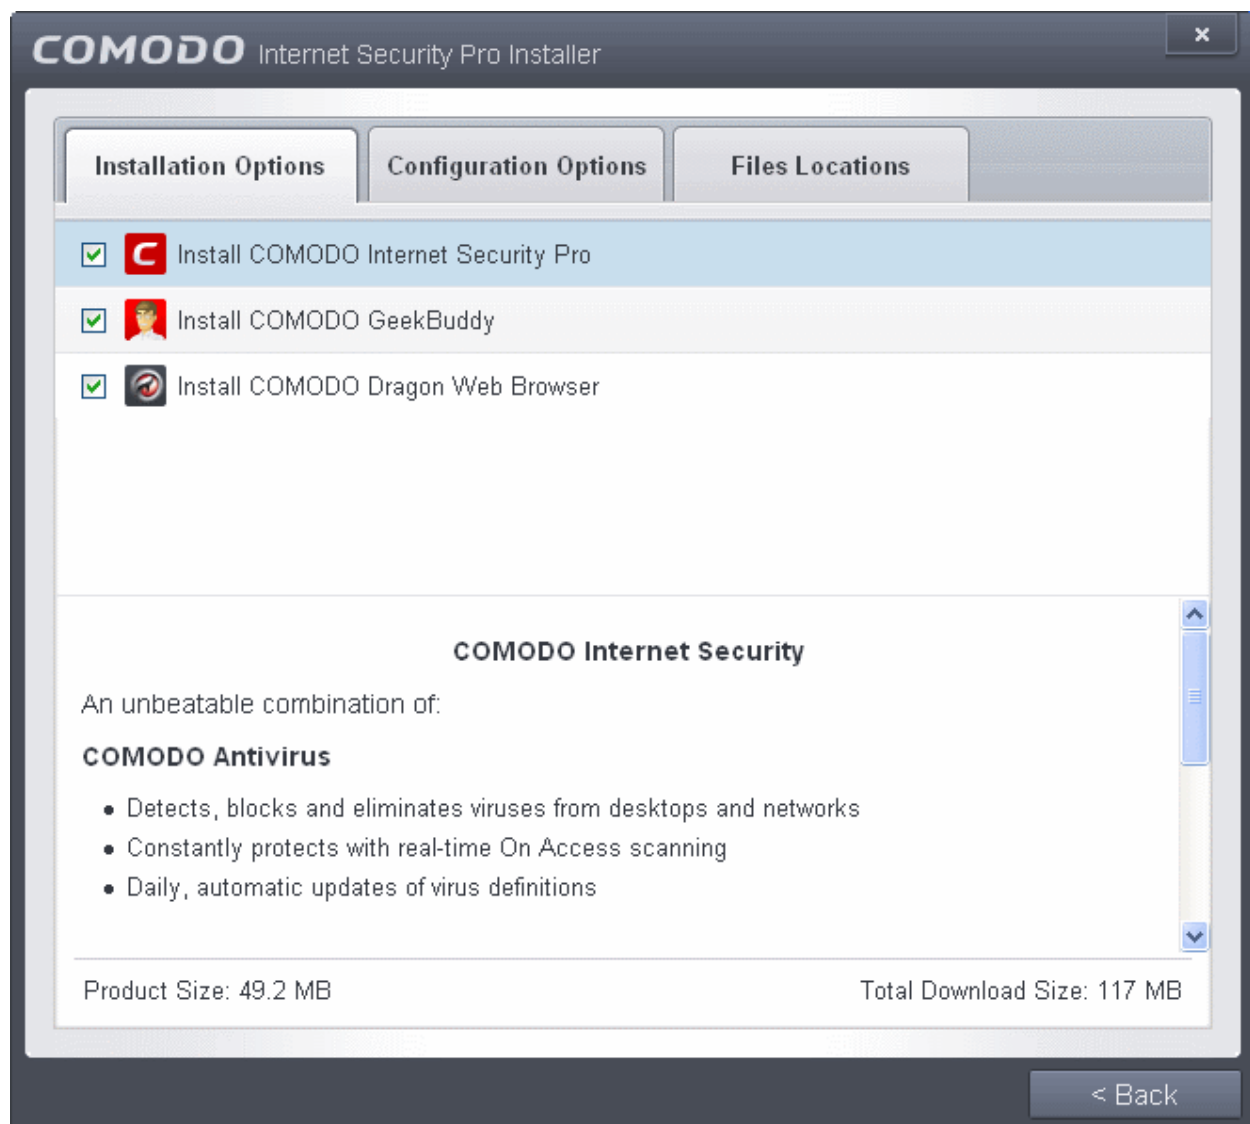 COMODO Internet Security Pro Installer
Installation Options
Configuration Options
Files Locations
Install COMODO Internet Security Pro
Install COMODO GeekBuddy
Install COMODO Dragon Web Browser
COMODO Internet Security
An unbeatable combination of:
COMODO Antivirus
• Detects, blocks and eliminates viruses from desktops and networks
• Constantly protects with real-time On Access scanning
• Daily, automatic updates of virus definitions
Product Size: 49.2 MB
Total Download Size: 117 MB
< Back